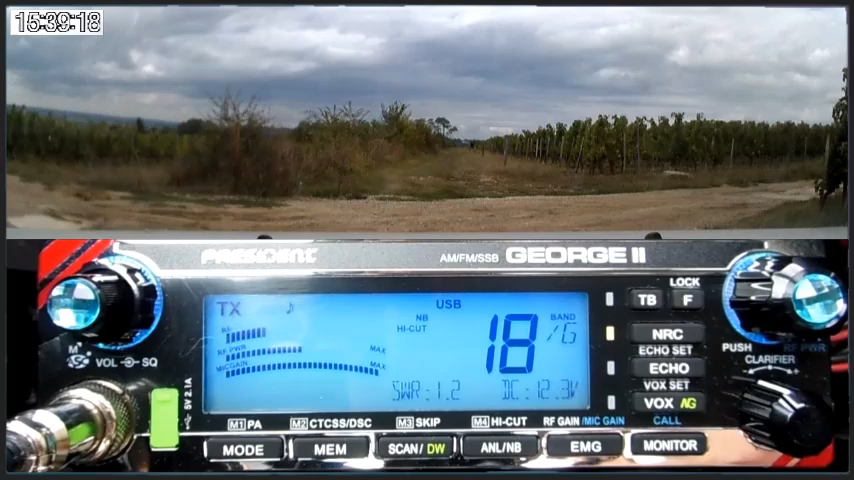 15:39:18
PRESIDENT AM/FM/SSB GEORGE II
LOCK
TX USB TB F
NB BAND
HI-CUT 18 /G
RF PWR MAX NRC
MIC GAIN MAX ECHO SET
ECHO
VOX SET
SWR:1.2 DC:12.3V VOX NG
ASC VOL SQ PUSH RF PWR
CLARIFIER
5V 2.1A
M1 PA M2 CTCSS/DSC M3 SKIP M4 HI-CUT RF GAIN /MIC GAIN CALL
MODE MEM SCAN/DW ANL/NB EMG MONITOR